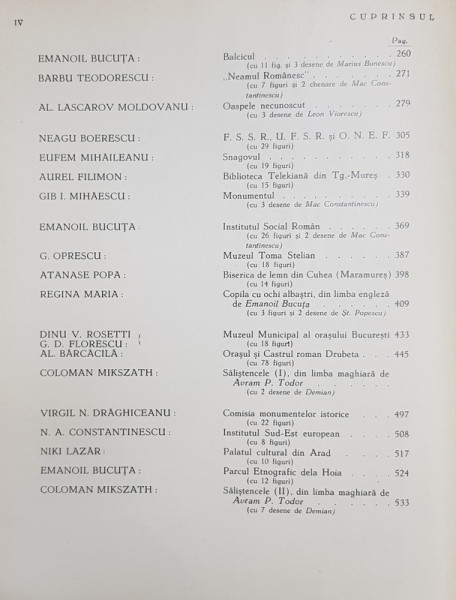 IV CUPRINSUL
Pag.
EMANOIL BUCUȚA : Balcicul . . . . . . . . . . . 260
(cu 11 fig. și 3 desene de Marius Bunescu)
BARBU TEODORESCU : „Neamul Românesc" . . . . . . . 271
(cu 7 figuri și 2 chenare de Mac Cons-
tantinescu)
AL. LASCAROV MOLDOVANU : Oaspele necunoscut . . . . . . 279
(cu 3 desene de Leon Viorescu)
NEAGU BOERESCU : F. S. S. R., U. F. S. R. și O. N. E. F. 305
(cu 29 figuri)
EUFEM MIHĂILEANU : Snagovul . . . . . . . . . . 318
(cu 19 figuri)
AUREL FILIMON : Biblioteca Telekiană din Tg.-Mureș . 330
(cu 15 figuri)
GIB I. MIHĂESCU : Monumentul . . . . . . . . . 339
(cu 3 desene de Mac Constantinescu)
EMANOIL BUCUȚA : Institutul Social Român . . . . 369
(cu 26 figuri și 2 desene de Mac Cons-
tantinescu)
G. OPRESCU : Muzeul Toma Stelian . . . . . . 387
(cu 18 figuri)
ATANASE POPA : Biserica de lemn din Cuhea (Maramureș) 398
(cu 14 figuri)
REGINA MARIA : Copila cu ochi albaștri, din limba engleză
de Emanoil Bucuța . . . . . . 409
(cu 3 figuri și 2 desene de Șt. Popescu)
DINU V. ROSETTI Muzeul Municipal al orașului București 433
G. D. FLORESCU : (cu 18 figuri)
AL. BĂRCĂCILĂ : Orașul și Castrul roman Drubeta . . . 445
(cu 78 figuri)
COLOMAN MIKSZATH : Săliștencele (I), din limba maghiară de
Avram P. Todor . . . . . . .
(cu 2 desene de Demian)
VIRGIL N. DRĂGHICEANU : Comisia monumentelor istorice . . . 497
(cu 22 figuri)
N. A. CONSTANTINESCU : Institutul Sud-Est european . . . . 508
(cu 8 figuri)
NIKI LAZĂR : Palatul cultural din Arad . . . . 517
(cu 10 figuri)
EMANOIL BUCUȚA : Parcul Etnografic dela Hoia . . . . 524
(cu 12 figuri)
COLOMAN MIKSZATH : Săliștencele (II), din limba maghiară de
Avram P. Todor . . . . . . 533
(cu 7 desene de Demian)